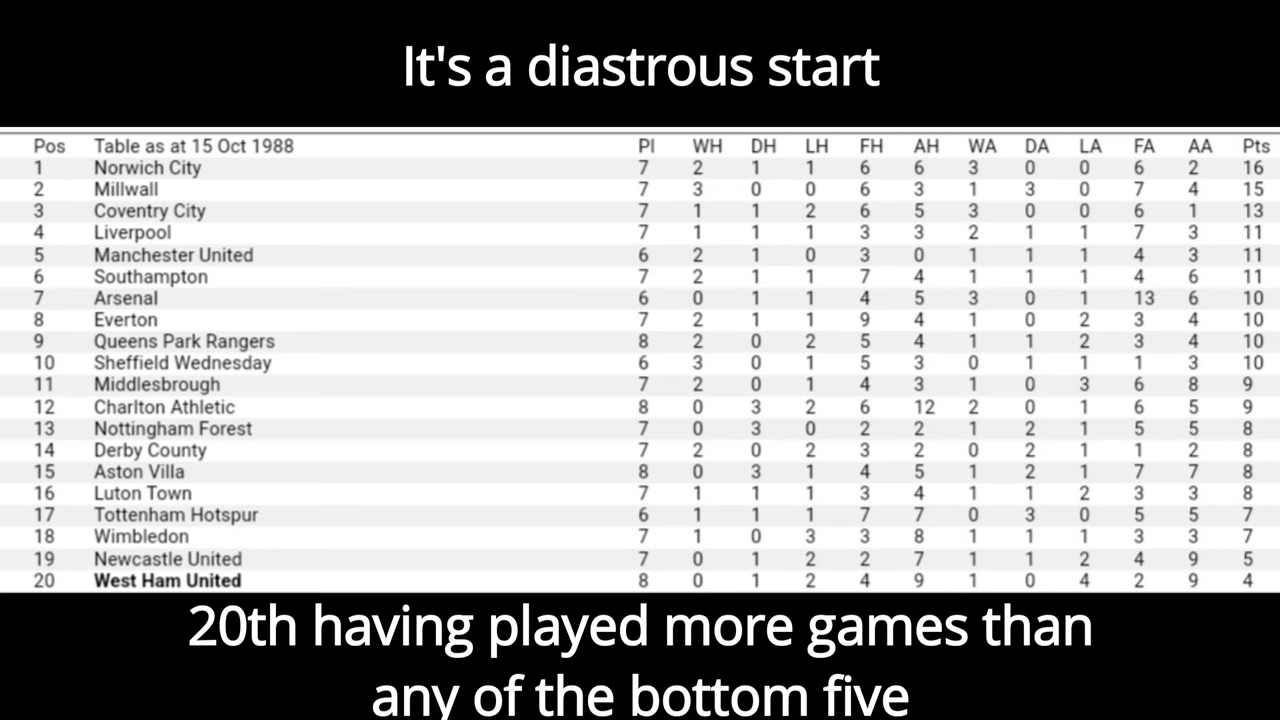 It's a diastrous start
Pos Table as at 15 Oct 1988 Pl WH DH LH FH AH WA DA LA FA AA Pts
1 Norwich City 7 2 1 1 6 6 3 0 0 6 2 16
2 Millwall 7 3 0 0 6 3 1 3 0 7 4 15
3 Coventry City 7 1 1 2 6 5 3 0 0 6 1 13
4 Liverpool 7 1 1 1 3 3 2 1 1 7 3 11
5 Manchester United 6 2 1 0 3 0 1 1 1 4 3 11
6 Southampton 7 2 1 1 7 4 1 1 1 4 6 11
7 Arsenal 6 0 1 1 4 5 3 0 1 13 6 10
8 Everton 7 2 1 1 9 4 1 0 2 3 4 10
9 Queens Park Rangers 8 2 0 2 5 4 1 1 2 3 4 10
10 Sheffield Wednesday 6 3 0 1 5 3 0 1 1 1 3 10
11 Middlesbrough 7 2 0 1 4 3 1 0 3 6 8 9
12 Charlton Athletic 8 0 3 2 6 12 2 0 1 6 5 9
13 Nottingham Forest 7 0 3 0 2 2 1 2 1 5 5 8
14 Derby County 7 2 0 2 3 2 0 2 1 1 2 8
15 Aston Villa 8 0 3 1 4 5 1 2 1 7 7 8
16 Luton Town 7 1 1 1 3 4 1 1 2 3 3 8
17 Tottenham Hotspur 6 1 1 1 7 7 0 3 0 5 5 7
18 Wimbledon 7 1 0 3 3 8 1 1 1 3 3 7
19 Newcastle United 7 0 1 2 2 7 1 1 2 4 9 5
20 West Ham United 8 0 1 2 4 9 1 0 4 2 9 4
20th having played more games than
any of the bottom five